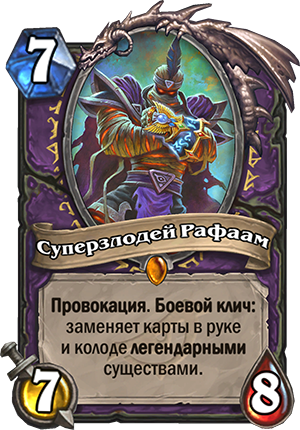 7
Суперзлодей Рафаам
Провокация. Боевой клич:
заменяет карты в руке
и колоде легендарными
существами.
7
8